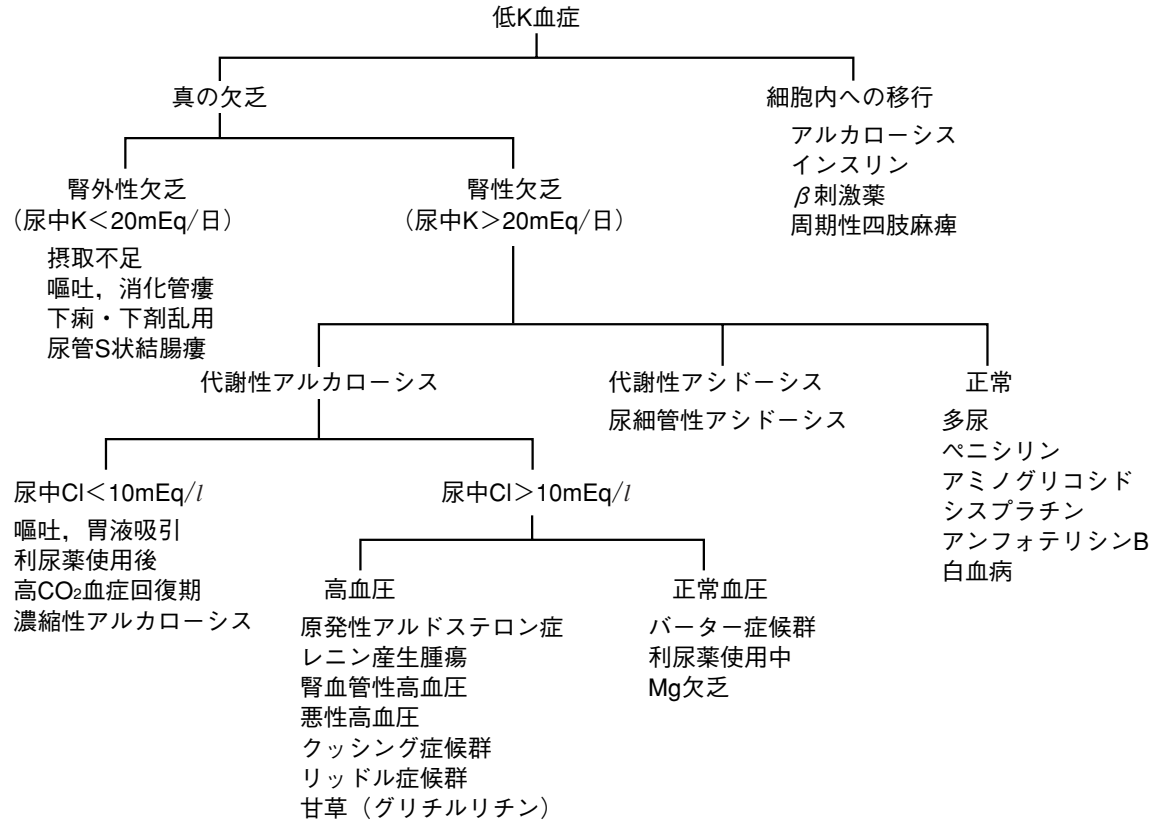 低K血症
真の欠乏
細胞内への移行
アルカローシス
インスリン
β刺激薬
周期性四肢麻痺
腎外性欠乏
（尿中K＜20mEq/日）
摂取不足
嘔吐，消化管瘻
下痢・下剤乱用
尿管S状結腸瘻
腎性欠乏
（尿中K＞20mEq/日）
代謝性アルカローシス
代謝性アシドーシス
尿細管性アシドーシス
正常
多尿
ペニシリン
アミノグリコシド
シスプラチン
アンフォテリシンB
白血病
尿中Cl＜10mEq/l
嘔吐，胃液吸引
利尿薬使用後
高CO₂血症回復期
濃縮性アルカローシス
尿中Cl＞10mEq/l
高血圧
原発性アルドステロン症
レニン産生腫瘍
腎血管性高血圧
悪性高血圧
クッシング症候群
リッドル症候群
甘草（グリチルリチン）
正常血圧
バーター症候群
利尿薬使用中
Mg欠乏